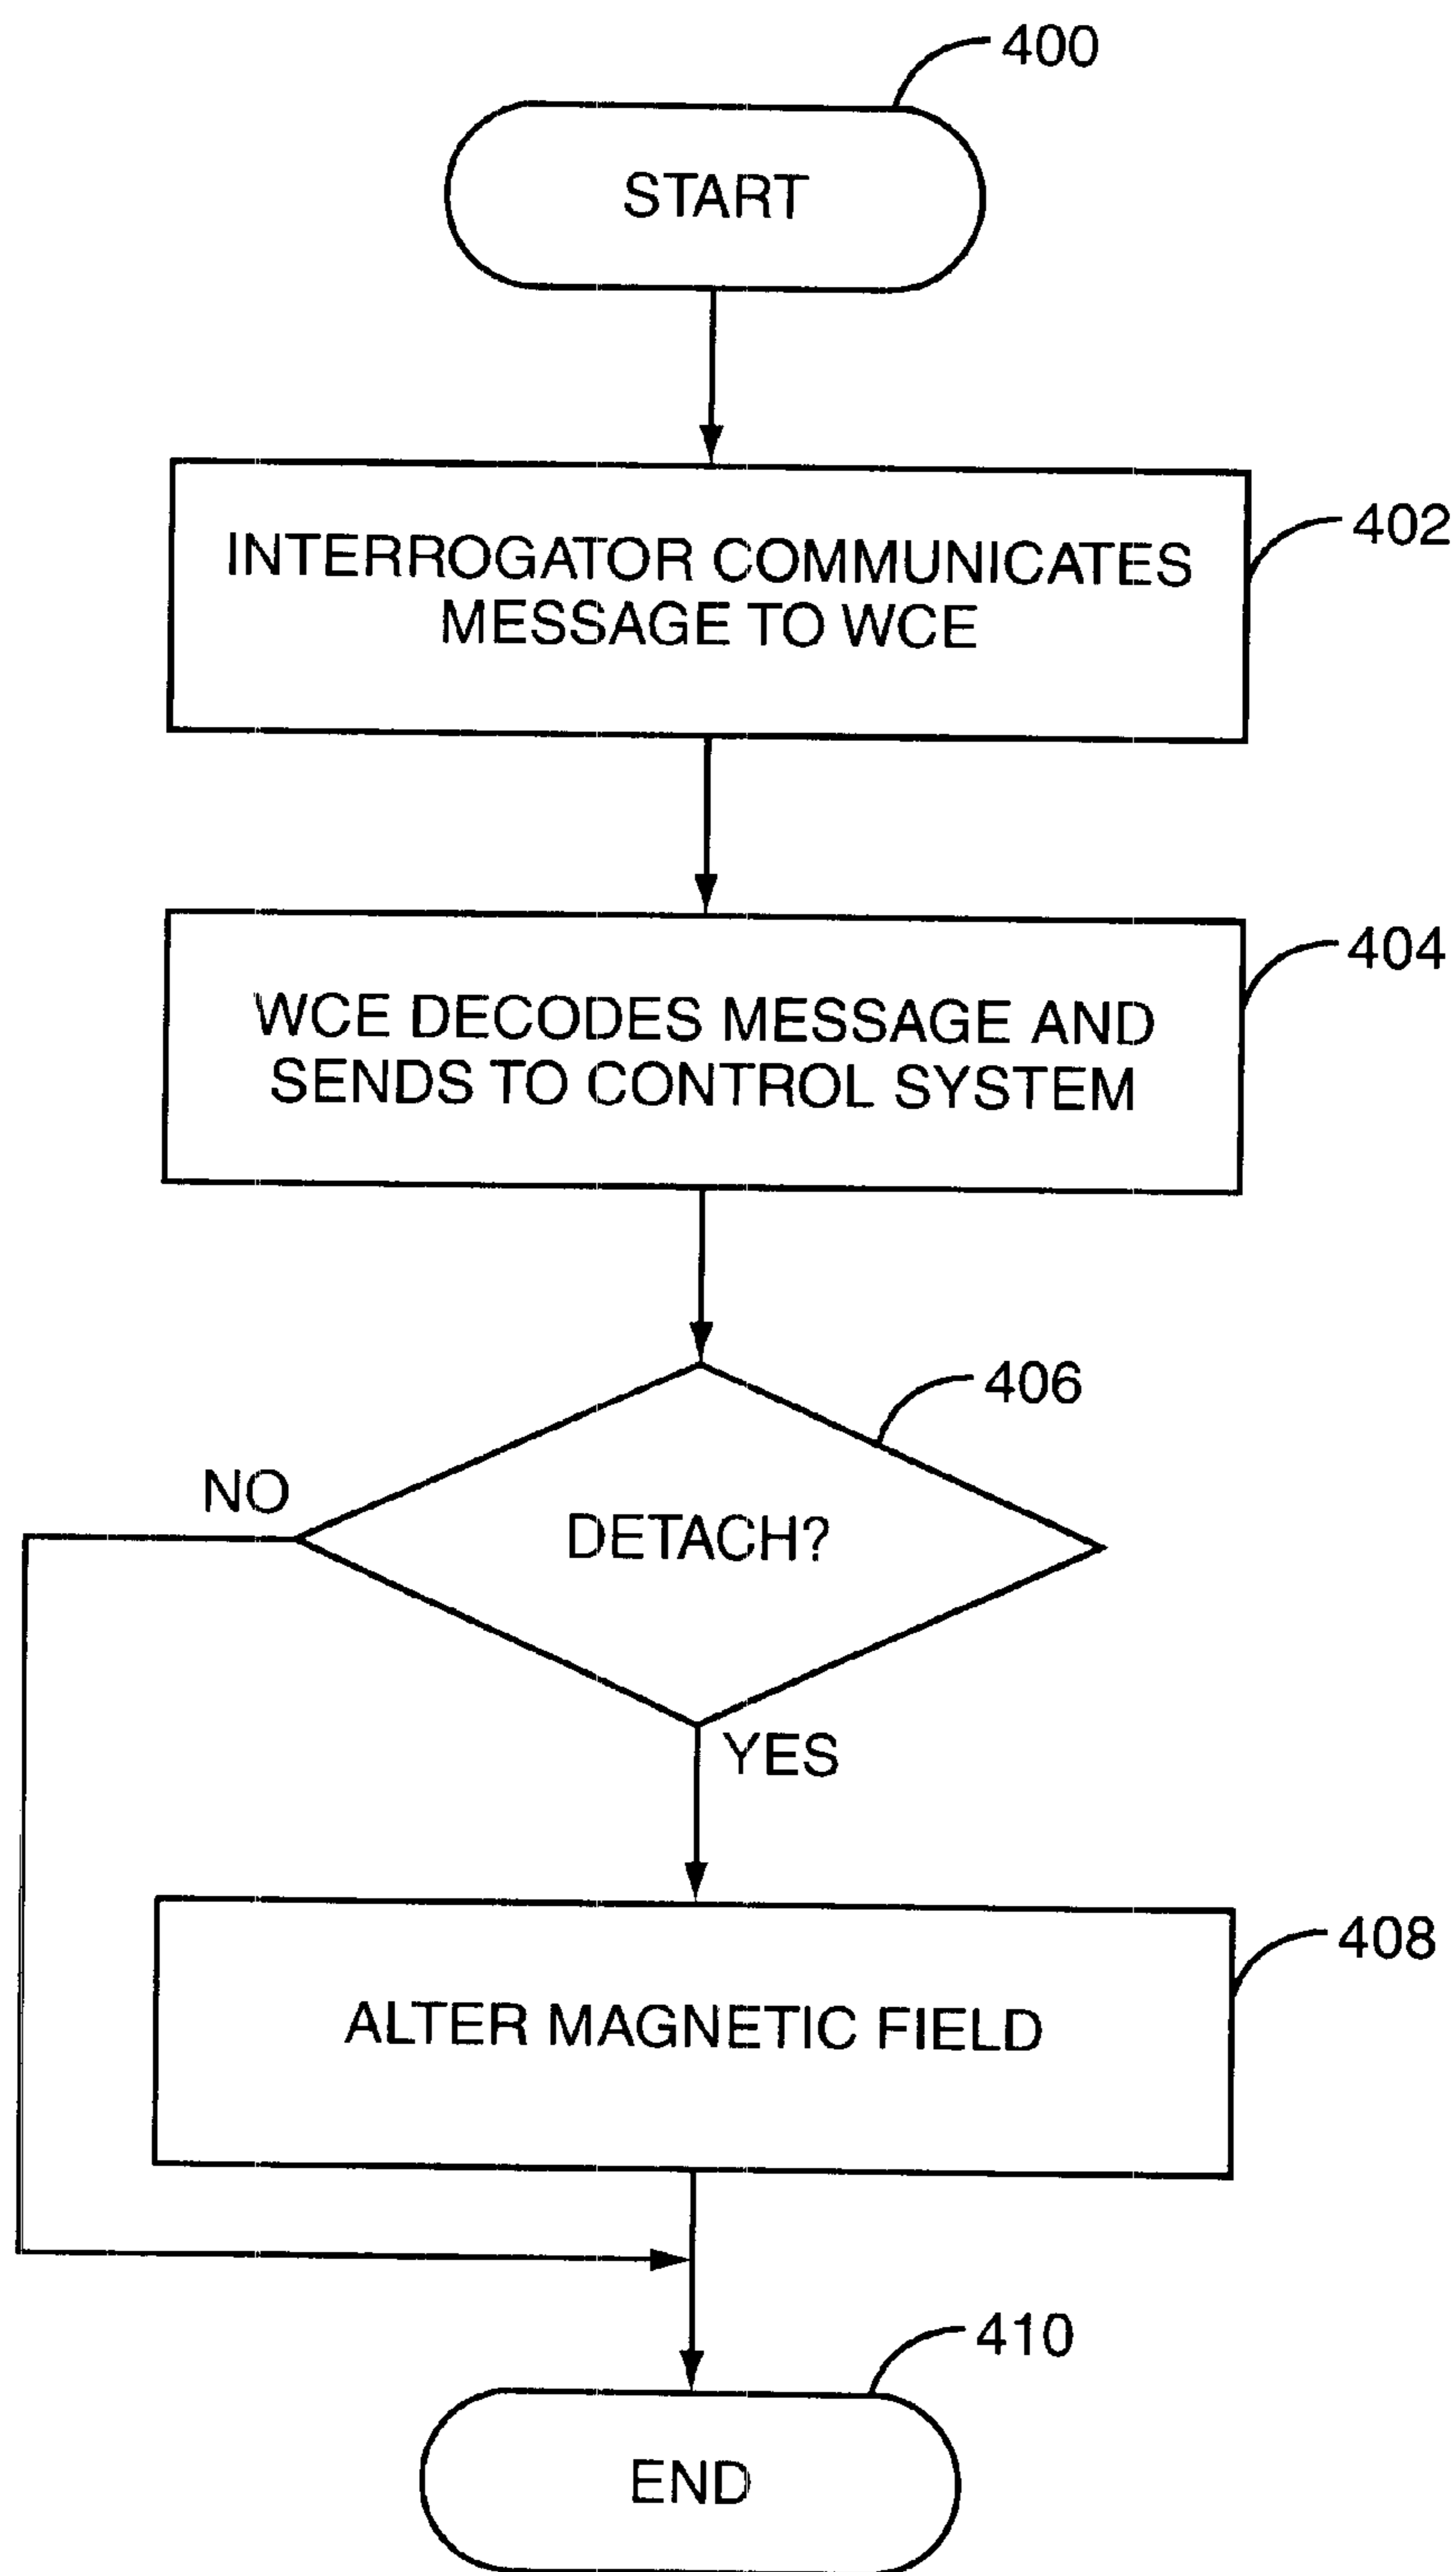 400
START
INTERROGATOR COMMUNICATES
MESSAGE TO WCE
402
WCE DECODES MESSAGE AND
SENDS TO CONTROL SYSTEM
404
406
NO
DETACH?
YES
ALTER MAGNETIC FIELD
408
410
END